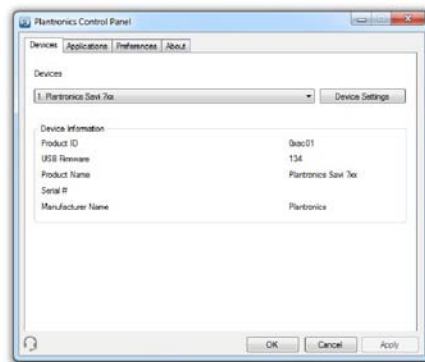 Plantronics Control Panel
Devices Applications Preferences About
Devices
1. Plantronics Savi 7xx Device Settings
Device Information
Product ID 0xac01
USB Firmware 134
Product Name Plantronics Savi 7xx
Serial #
Manufacturer Name Plantronics
OK Cancel Apply